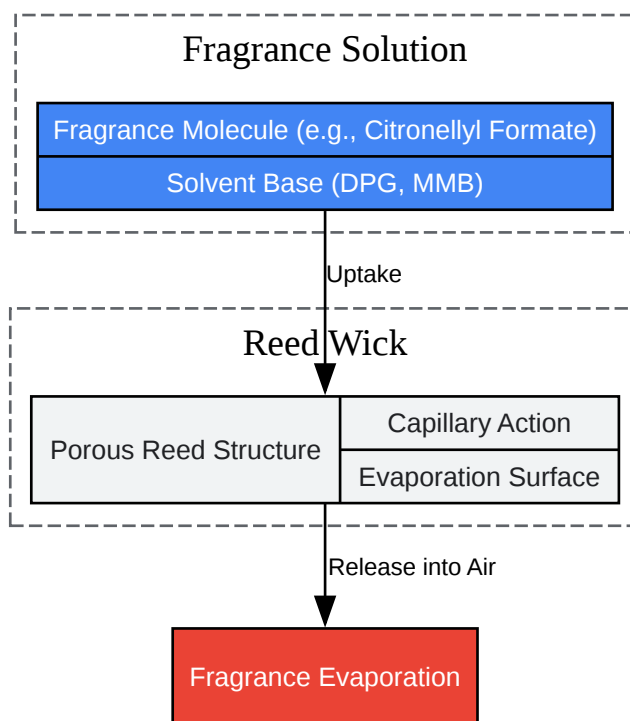 Fragrance Solution
Fragrance Molecule (e.g., Citronellyl Formate)
Solvent Base (DPG, MMB)
Uptake
Reed Wick
Porous Reed Structure
Capillary Action
Evaporation Surface
Release into Air
Fragrance Evaporation